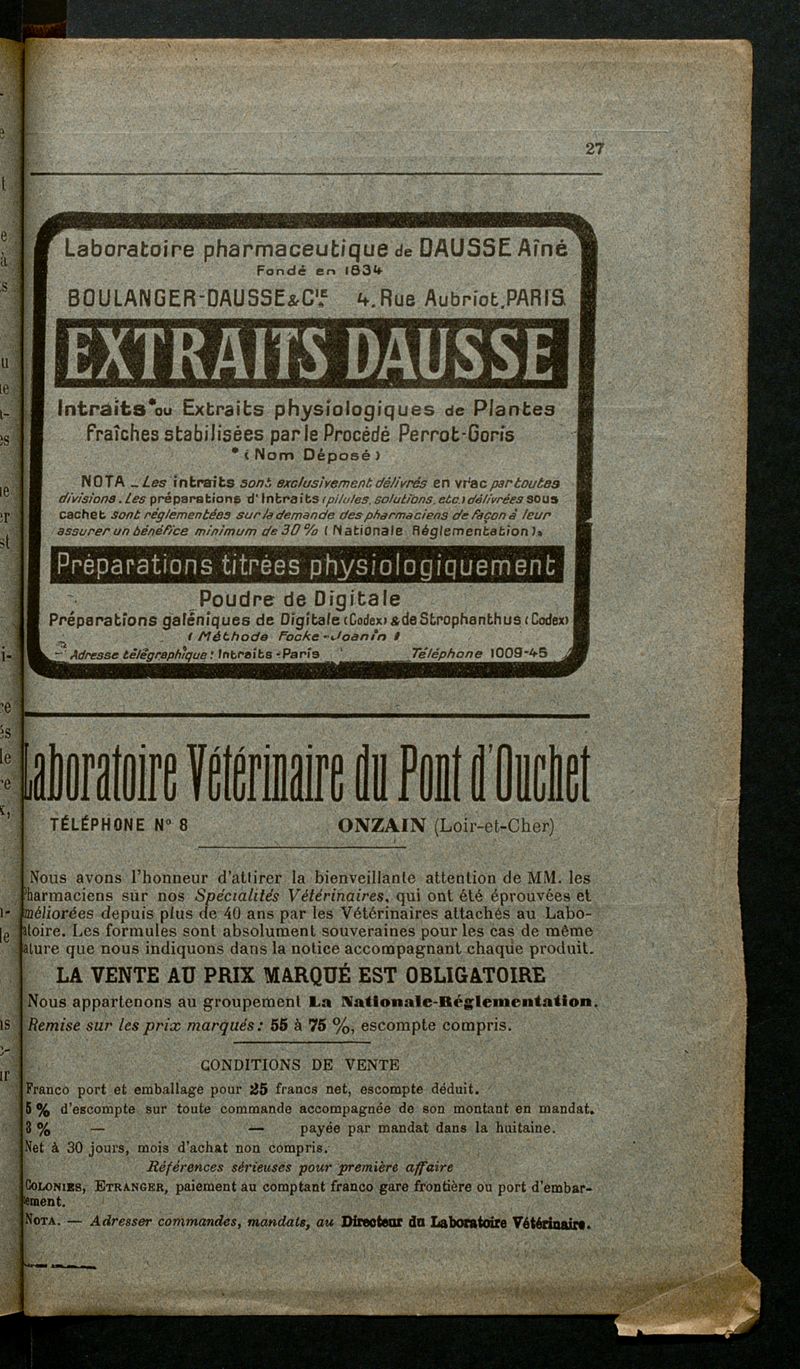 27
Laboratoire pharmaceutique de DAUSSE Aîné
Fondé en 1834
BOULANGER-DAUSSE & Cie 4. Rue Aubriot. PARIS
EXTRAITS DAUSSE
Intraits* ou Extraits physiologiques de Plantes
Fraîches stabilisées par le Procédé Perrot-Goris
* (Nom Déposé)
NOTA _ Les intraits sont exclusivement délivrés en vrac par toutes
divisions. Les préparations d'Intraits (pilules, solutions, etc.) délivrées sous
cachet sont réglementées sur la demande des pharmaciens de façon à leur
assurer un bénéfice minimum de 30 % (Nationale Réglementation).
Préparations titrées physiologiquement
Poudre de Digitale
Préparations galéniques de Digitale (Codex) & de Strophanthus (Codex)
(Méthode Focke-Joanin)
Adresse télégraphique : Intraits-Paris Téléphone 1009-45
Laboratoire Vétérinaire du Pont d'Ouchet
TÉLÉPHONE N° 8 ONZAIN (Loir-et-Cher)
Nous avons l'honneur d'attirer la bienveillante attention de MM. les
harmaciens sur nos Spécialités Vétérinaires, qui ont été éprouvées et
méliorées depuis plus de 40 ans par les Vétérinaires attachés au Labo-
toire. Les formules sont absolument souveraines pour les cas de même
ature que nous indiquons dans la notice accompagnant chaque produit.
LA VENTE AU PRIX MARQUÉ EST OBLIGATOIRE
Nous appartenons au groupement La Nationale-Réglementation.
Remise sur les prix marqués : 55 à 75 %, escompte compris.
CONDITIONS DE VENTE
Franco port et emballage pour 25 francs net, escompte déduit.
5 % d'escompte sur toute commande accompagnée de son montant en mandat.
3 % — — payée par mandat dans la huitaine.
Net à 30 jours, mois d'achat non compris.
Références sérieuses pour première affaire
COLONIES, ETRANGER, paiement au comptant franco gare frontière ou port d'embar-
ement.
NOTA. — Adresser commandes, mandats, au Directeur du Laboratoire Vétérinaire.